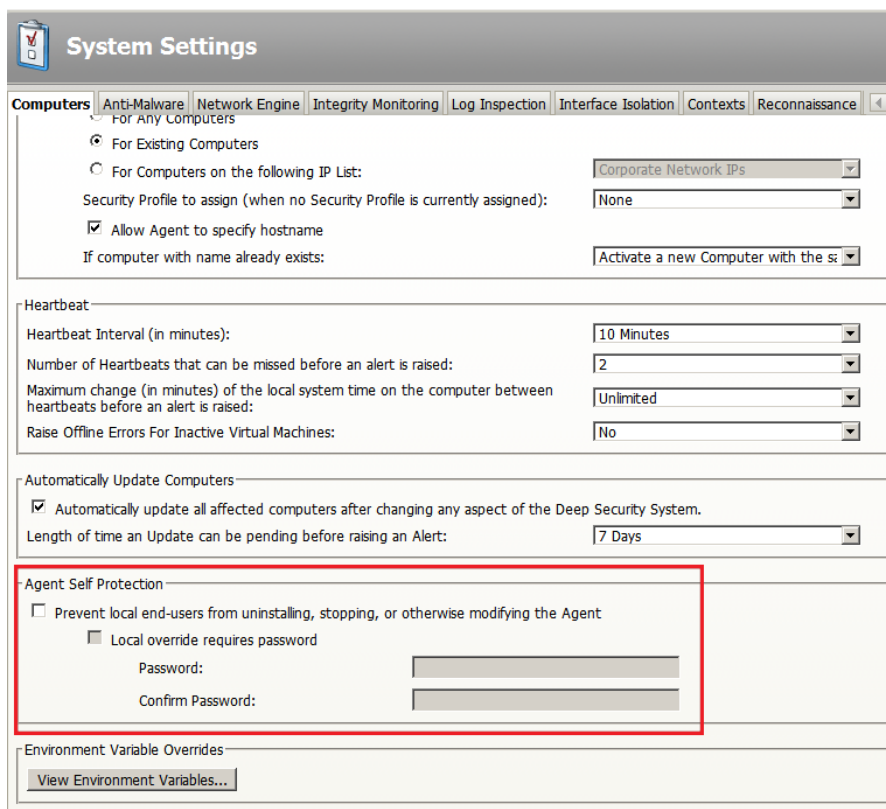 System Settings
Computers Anti-Malware Network Engine Integrity Monitoring Log Inspection Interface Isolation Contexts Reconnaissance
For Any Computers
For Existing Computers
For Computers on the following IP List: Corporate Network IPs
Security Profile to assign (when no Security Profile is currently assigned): None
Allow Agent to specify hostname
If computer with name already exists: Activate a new Computer with the sa
Heartbeat
Heartbeat Interval (in minutes): 10 Minutes
Number of Heartbeats that can be missed before an alert is raised: 2
Maximum change (in minutes) of the local system time on the computer between
heartbeats before an alert is raised: Unlimited
Raise Offline Errors For Inactive Virtual Machines: No
Automatically Update Computers
Automatically update all affected computers after changing any aspect of the Deep Security System.
Length of time an Update can be pending before raising an Alert: 7 Days
Agent Self Protection
Prevent local end-users from uninstalling, stopping, or otherwise modifying the Agent
Local override requires password
Password:
Confirm Password:
Environment Variable Overrides
View Environment Variables...